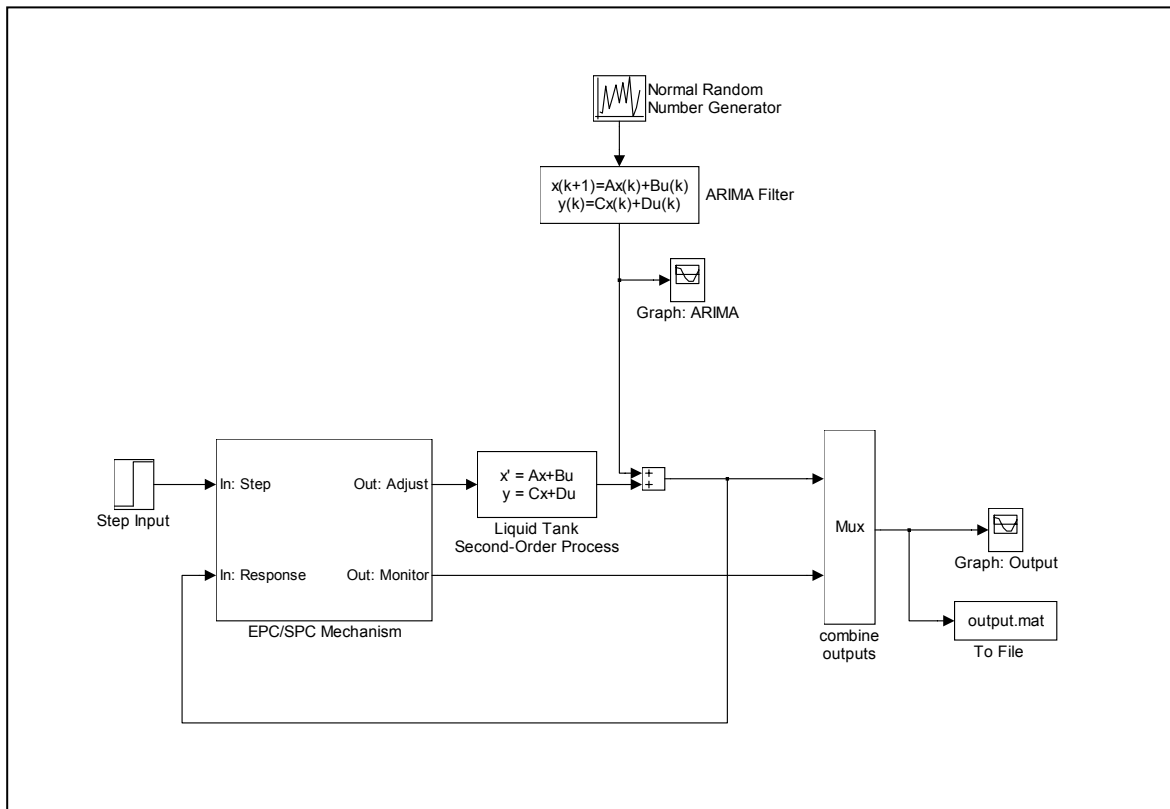 Normal Random
Number Generator
x(k+1)=Ax(k)+Bu(k)
y(k)=Cx(k)+Du(k)
ARIMA Filter
Graph: ARIMA
Step Input
In: Step
Out: Adjust
In: Response
Out: Monitor
EPC/SPC Mechanism
x' = Ax+Bu
y = Cx+Du
Liquid Tank
Second-Order Process
+
+
Mux
combine
outputs
Graph: Output
output.mat
To File